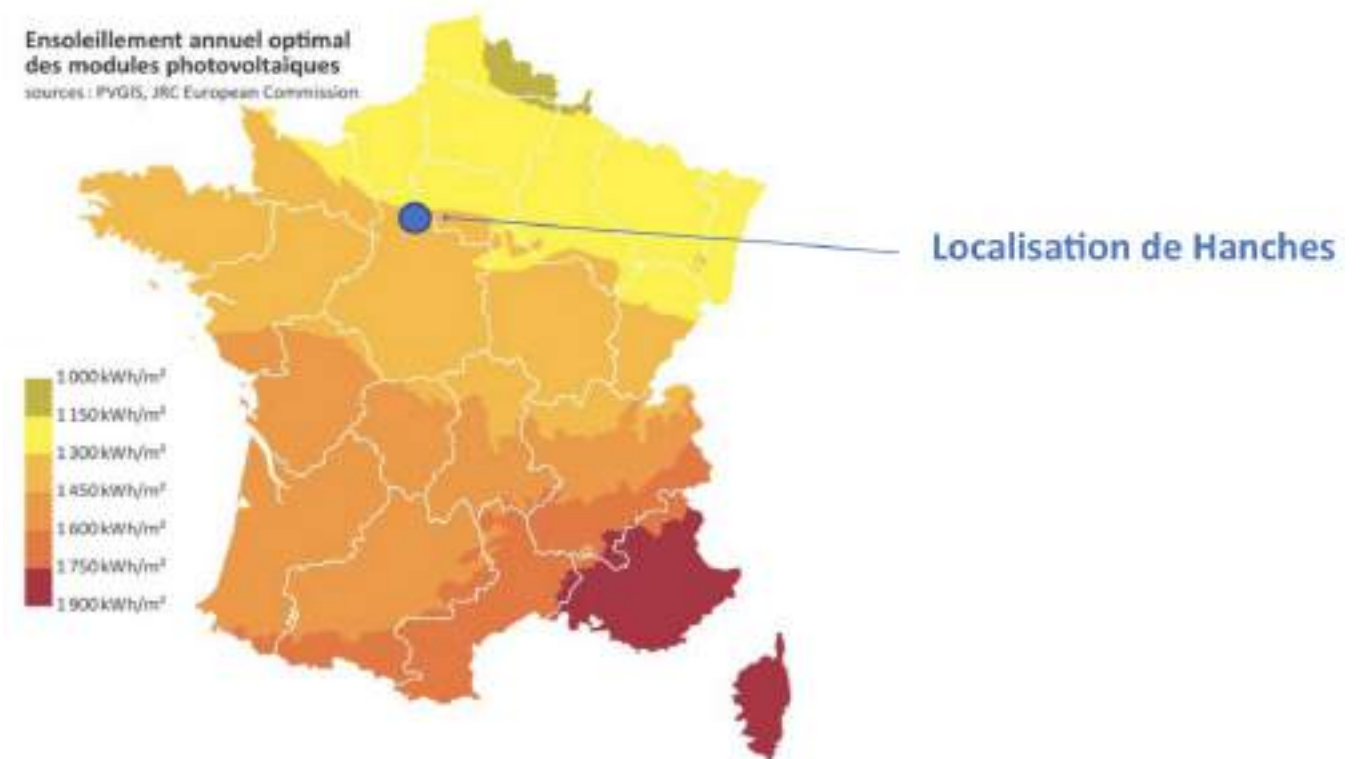 Ensoleillement annuel optimal
des modules photovoltaïques
sources : PVGIS, JRC European Commission
Localisation de Hanches
1 000 kWh/m²
1 150 kWh/m²
1 300 kWh/m²
1 450 kWh/m²
1 600 kWh/m²
1 750 kWh/m²
1 900 kWh/m²